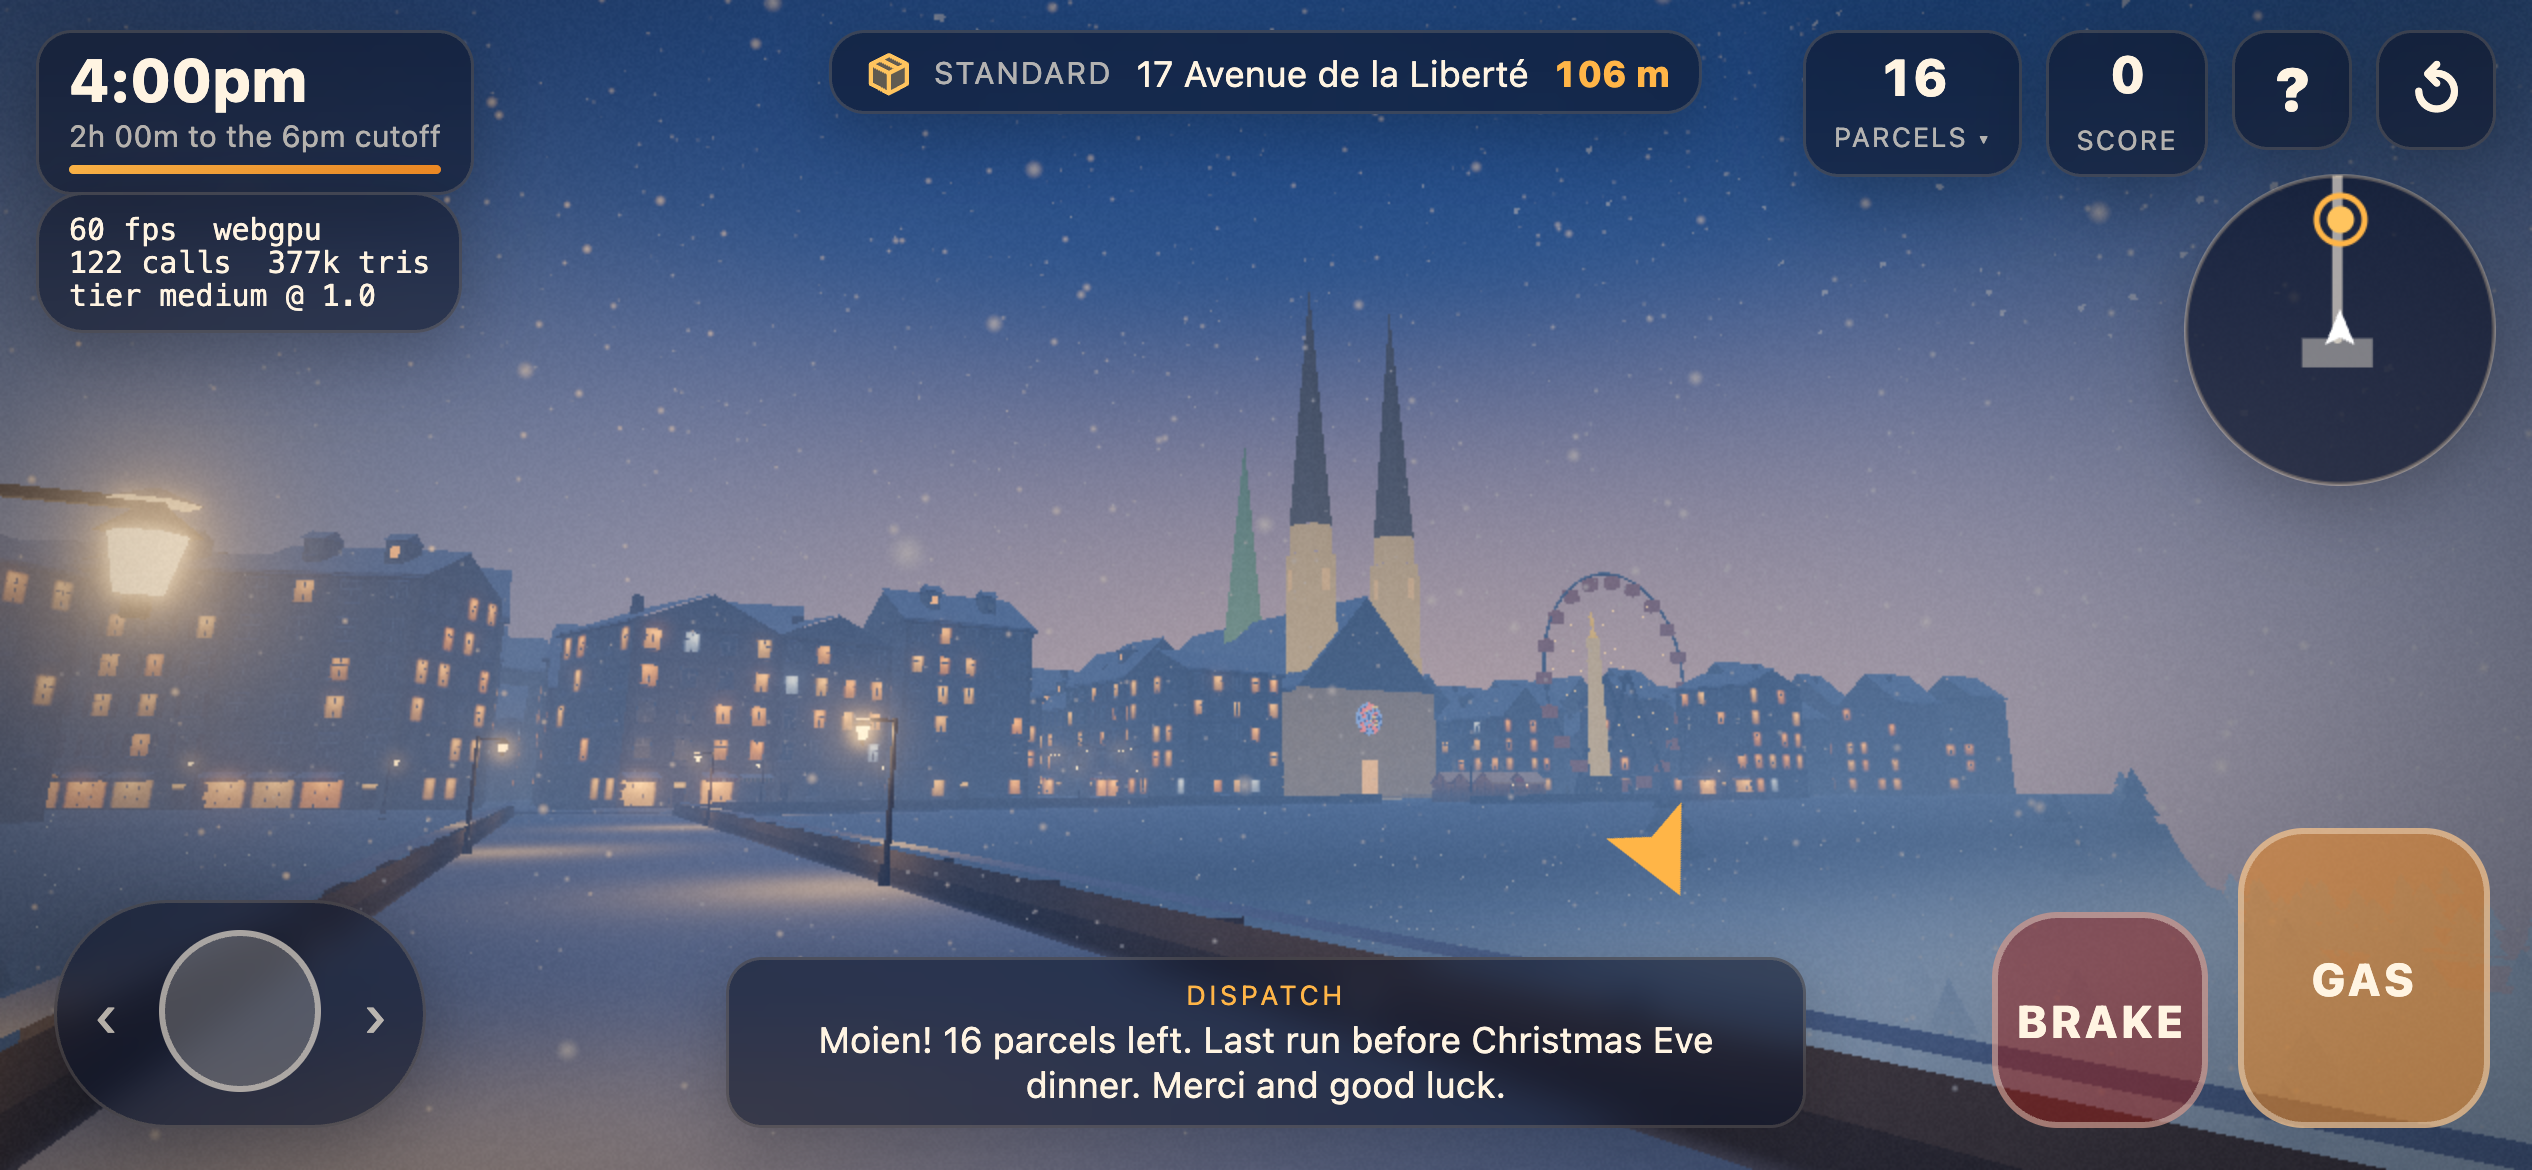 4:00pm
2h 00m to the 6pm cutoff
60 fps webgpu
122 calls 377k tris
tier medium @ 1.0
STANDARD 17 Avenue de la Liberté 106 m
16
PARCELS ▾
0
SCORE
?
DISPATCH
Moien! 16 parcels left. Last run before Christmas Eve
dinner. Merci and good luck.
‹ ›
BRAKE
GAS